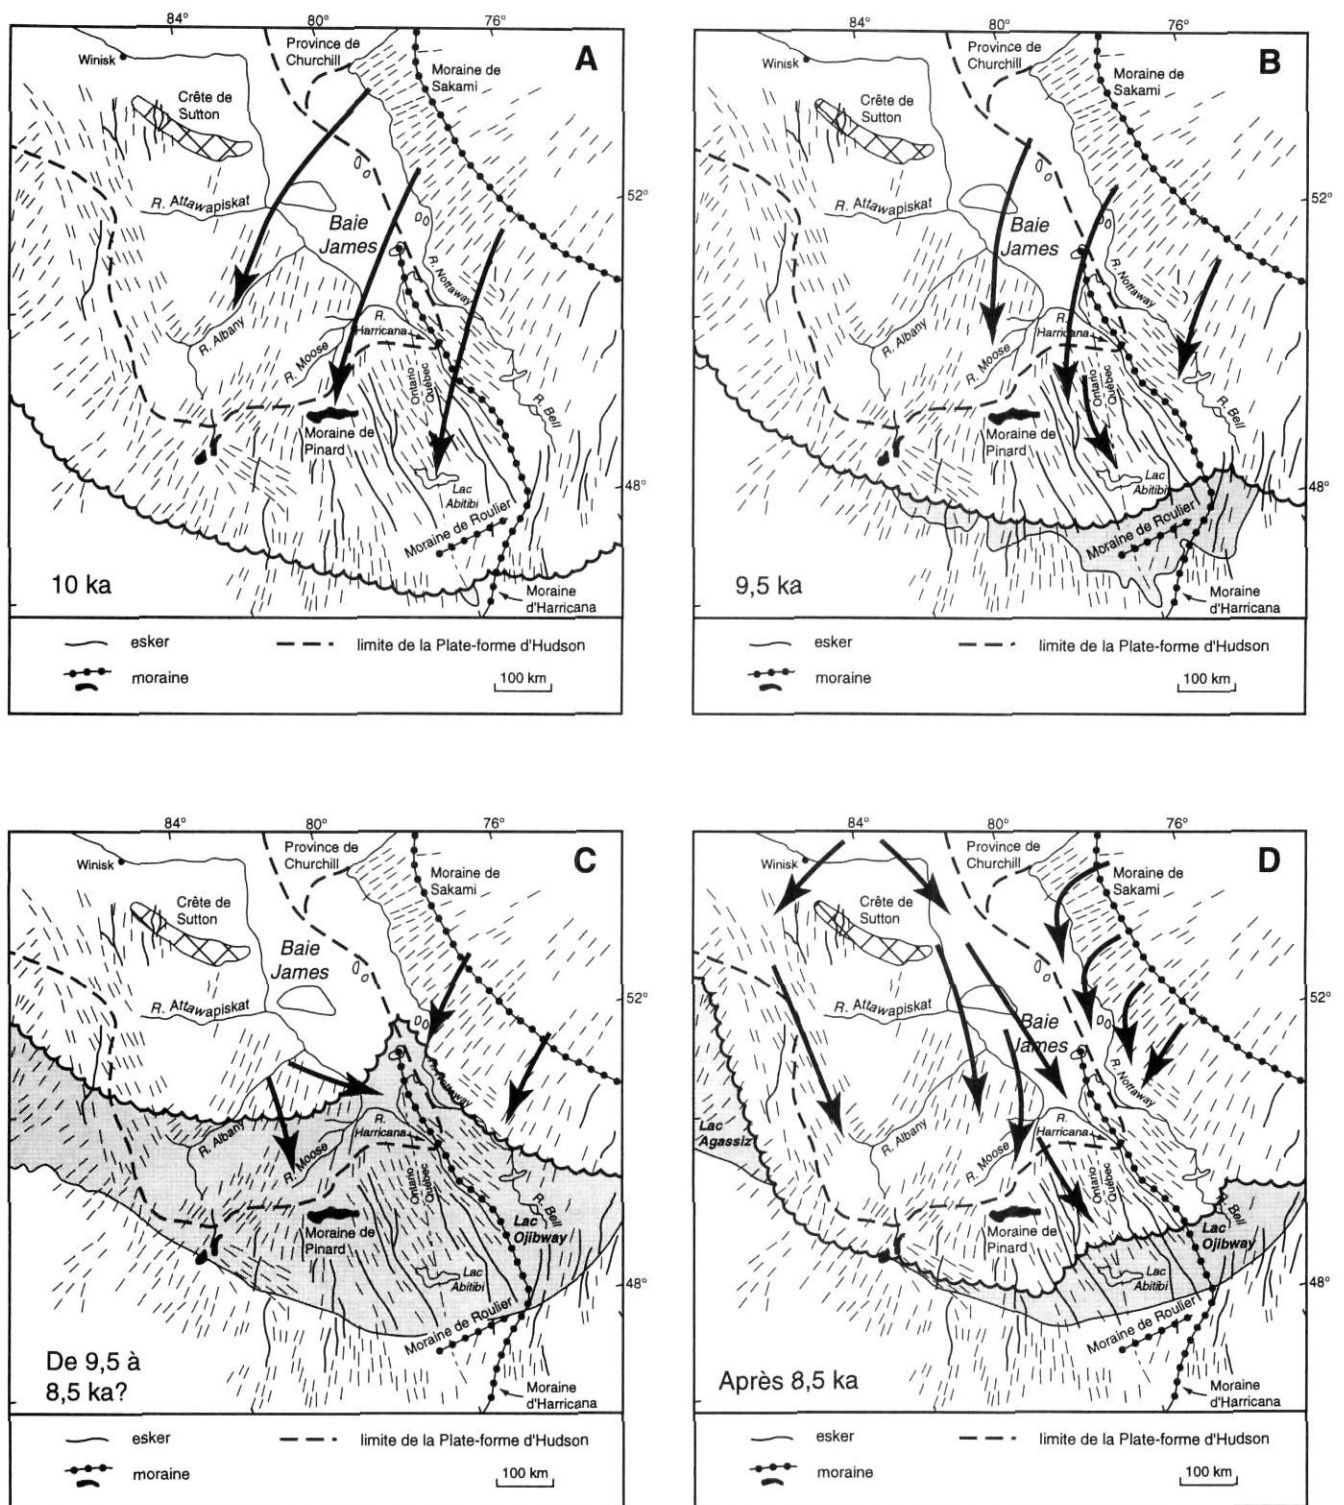 84°
80°
76°
A
Winisk
Province de
Churchill
Moraine de
Sakami
Crête de
Sutton
52°
R. Attawapiskat
Baie
James
R. Nottaway
R. Albany
R.
Harricana
R. Moose
Ontario
Québec
R. Bell
Moraine de
Pinard
Lac
Abitibi
48°
Moraine de Roulier
10 ka
Moraine
d'Harricana
esker
limite de la Plate-forme d'Hudson
moraine
100 km
84°
80°
76°
B
Winisk
Province de
Churchill
Moraine de
Sakami
Crête de
Sutton
52°
R. Attawapiskat
Baie
James
R. Nottaway
R. Albany
R.
Harricana
R. Moose
Ontario
Québec
R. Bell
Moraine de
Pinard
Lac
Abitibi
48°
Moraine de Roulier
9,5 ka
Moraine
d'Harricana
esker
limite de la Plate-forme d'Hudson
moraine
100 km
84°
80°
76°
C
Winisk
Province de
Churchill
Moraine de
Sakami
Crête de
Sutton
Baie
James
52°
R. Attawapiskat
R. Nottaway
R. Albany
R.
Harricana
R. Moose
Ontario
Québec
R. Bell
Moraine de
Pinard
Lac
Ojibway
Lac
Abitibi
48°
Moraine de Roulier
De 9,5 à
8,5 ka?
Moraine
d'Harricana
esker
limite de la Plate-forme d'Hudson
moraine
100 km
84°
80°
76°
D
Winisk
Province de
Churchill
Moraine de
Sakami
Crête de
Sutton
52°
R. Attawapiskat
Baie
James
R. Nottaway
Lac
Agassiz
R. Albany
R.
Harricana
R. Moose
Ontario
Québec
R. Bell
Moraine de
Pinard
Lac
Ojibway
Lac
Abitibi
48°
Moraine de Roulier
Après 8,5 ka
Moraine
d'Harricana
esker
limite de la Plate-forme d'Hudson
moraine
100 km